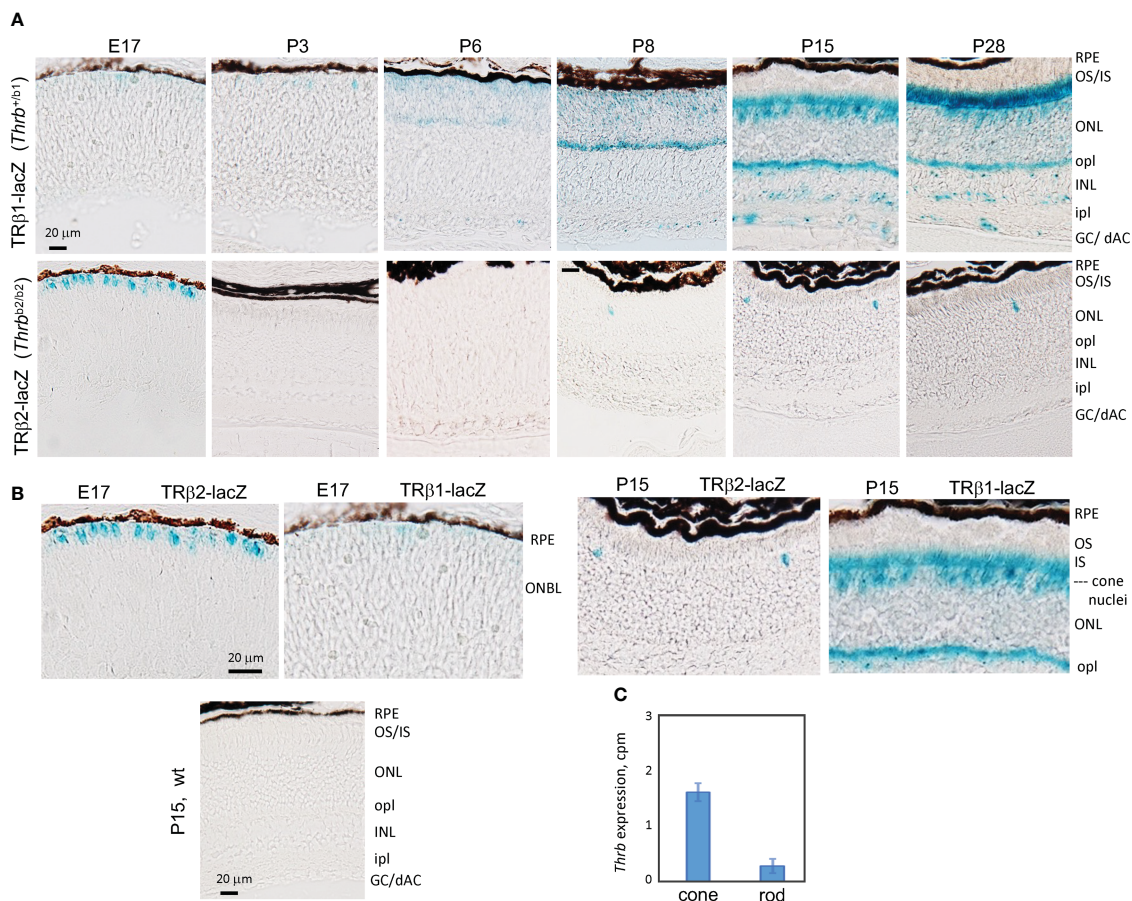 A
E17 P3 P6 P8 P15 P28
TRβ1-lacZ (Thrb+/b1)
20 μm
RPE
OS/IS
ONL
opl
INL
ipl
GC/ dAC
TRβ2-lacZ (Thrbb2/b2)
RPE
OS/IS
ONL
opl
INL
ipl
GC/dAC
B
E17 TRβ2-lacZ
E17 TRβ1-lacZ
20 μm
RPE
ONBL
P15 TRβ2-lacZ
P15 TRβ1-lacZ
RPE
OS
IS
--- cone
nuclei
ONL
opl
P15, wt
20 μm
RPE
OS/IS
ONL
opl
INL
ipl
GC/dAC
C
Thrb expression, cpm
3
2
1
0
cone rod